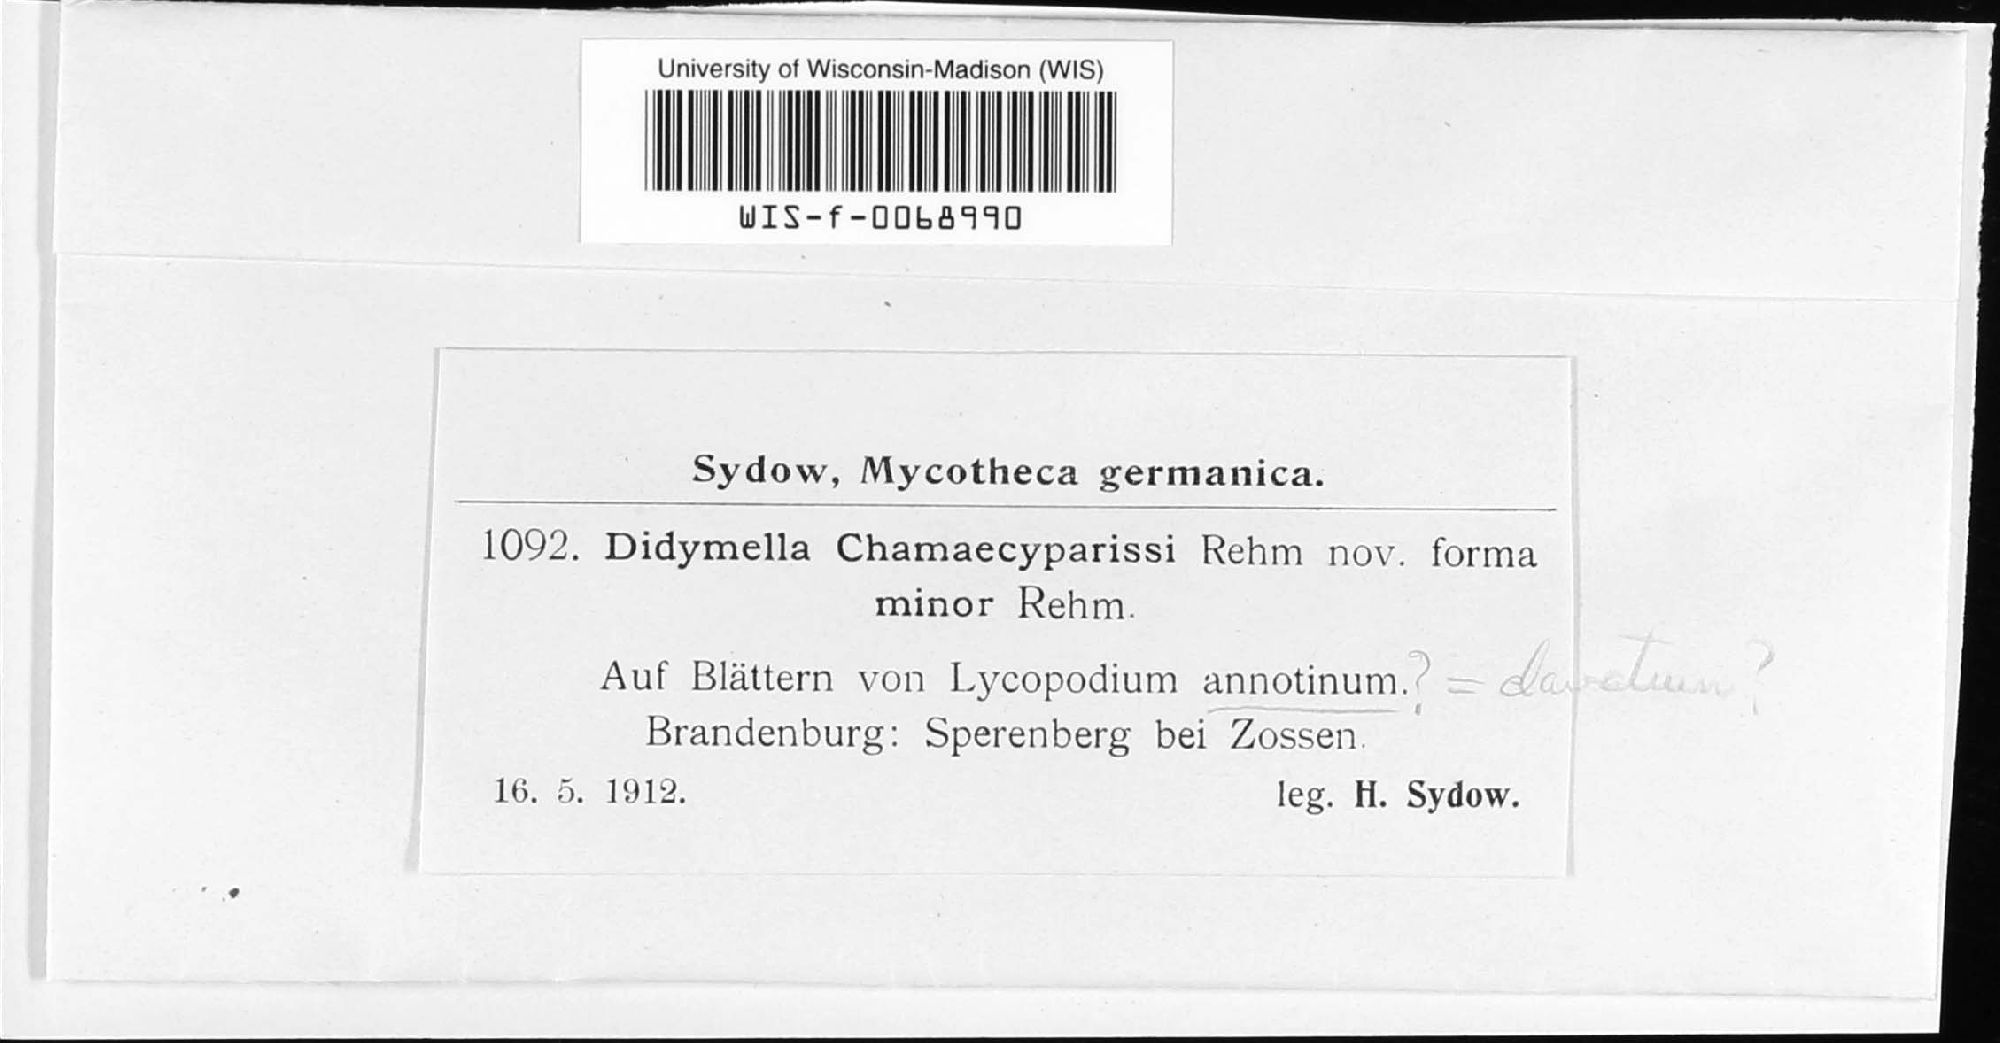 University of Wisconsin-Madison (WIS)
WIS-f-0068990
Sydow, Mycotheca germanica.
1092. Didymella Chamaecyparissi Rehm nov. forma
minor Rehm.
Auf Blättern von Lycopodium annotinum.? = clavatum?
Brandenburg: Sperenberg bei Zossen.
16. 5. 1912. leg. H. Sydow.